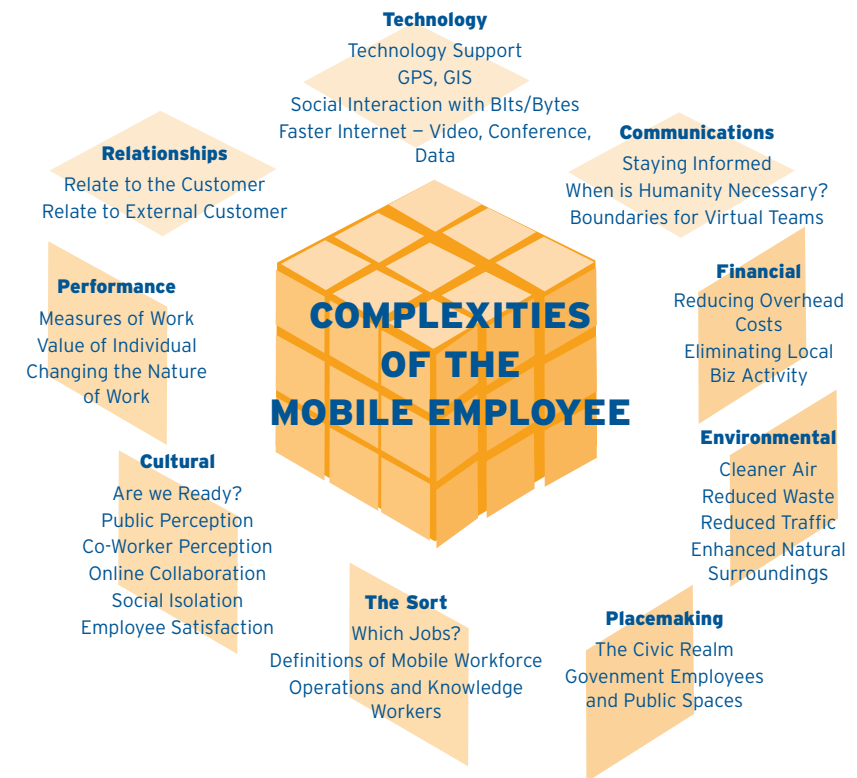 Technology
Technology Support
GPS, GIS
Social Interaction with BIts/Bytes
Faster Internet – Video, Conference,
Data
Communications
Staying Informed
When is Humanity Necessary?
Boundaries for Virtual Teams
Relationships
Relate to the Customer
Relate to External Customer
Financial
Reducing Overhead
Costs
Eliminating Local
Biz Activity
Performance
Measures of Work
Value of Individual
Changing the Nature
of Work
COMPLEXITIES
OF THE
MOBILE EMPLOYEE
Environmental
Cleaner Air
Reduced Waste
Reduced Traffic
Enhanced Natural
Surroundings
Cultural
Are we Ready?
Public Perception
Co-Worker Perception
Online Collaboration
Social Isolation
Employee Satisfaction
The Sort
Which Jobs?
Definitions of Mobile Workforce
Operations and Knowledge
Workers
Placemaking
The Civic Realm
Govenment Employees
and Public Spaces